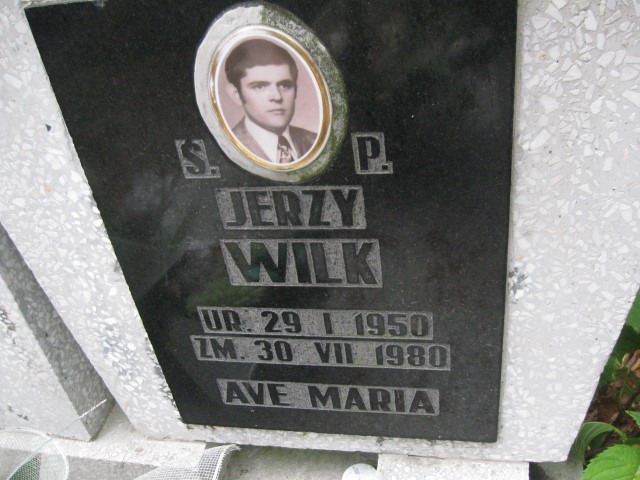 Ś. P.
JERZY
WILK
UR. 29 I 1950
ZM. 30 VII 1980
AVE MARIA